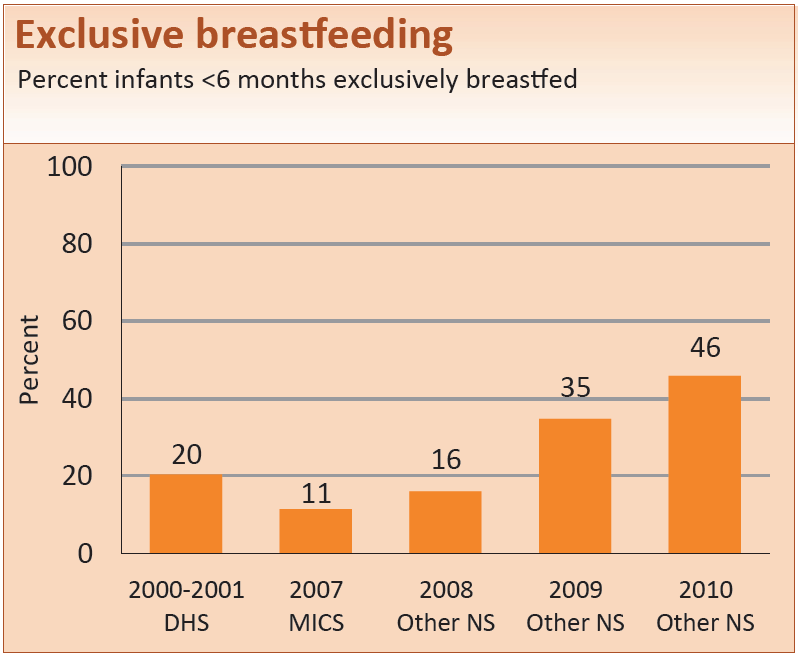 Exclusive breastfeeding
Percent infants <6 months exclusively breastfed
100
80
60
40
20
0
Percent
20
11
16
35
46
2000-2001
DHS
2007
MICS
2008
Other NS
2009
Other NS
2010
Other NS